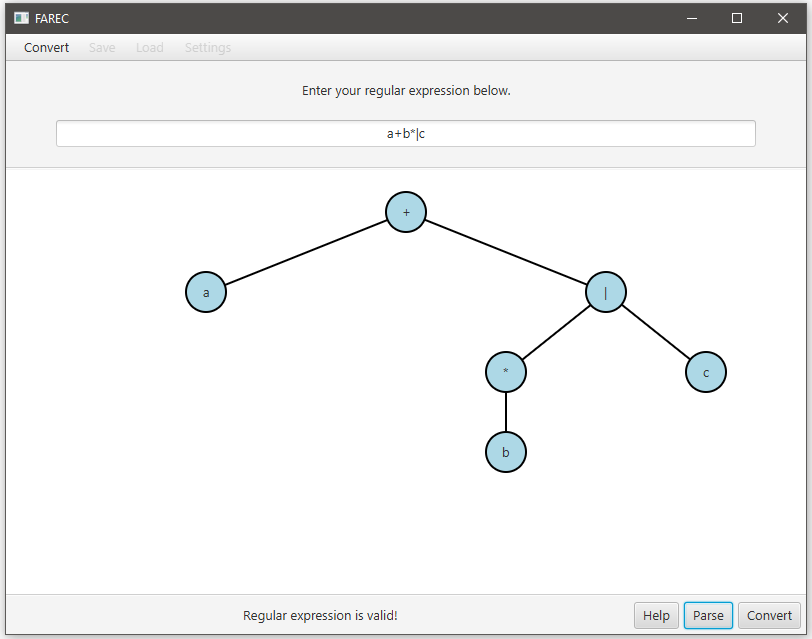 FAREC
Convert Save Load Settings
Enter your regular expression below.
a+b*|c
+
a |
* c
b
Regular expression is valid! Help Parse Convert